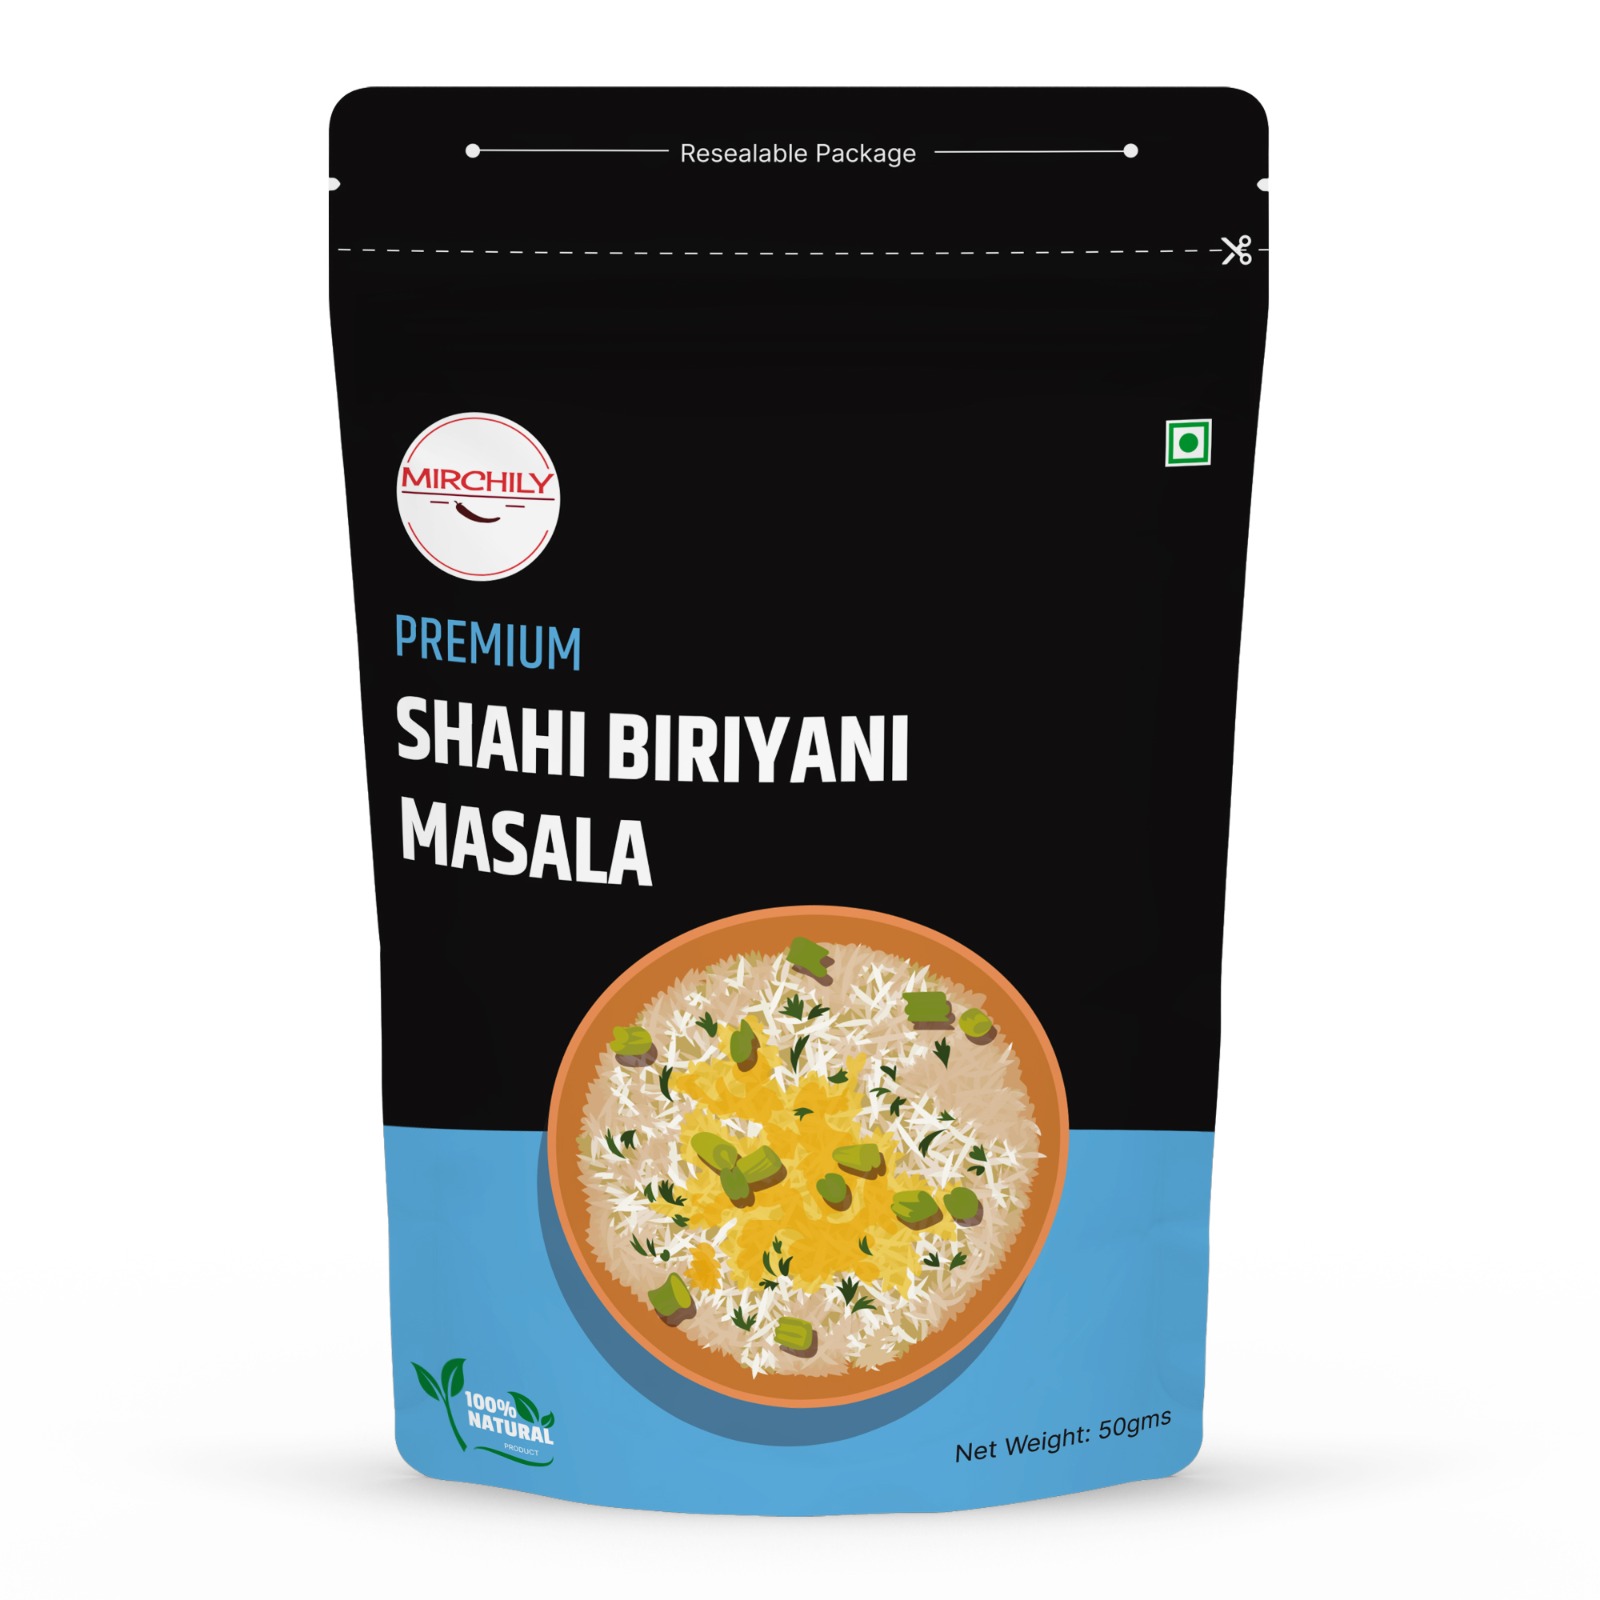 Resealable Package
MIRCHILY
PREMIUM
SHAHI BIRIYANI
MASALA
100%
NATURAL
PRODUCT
Net Weight: 50gms